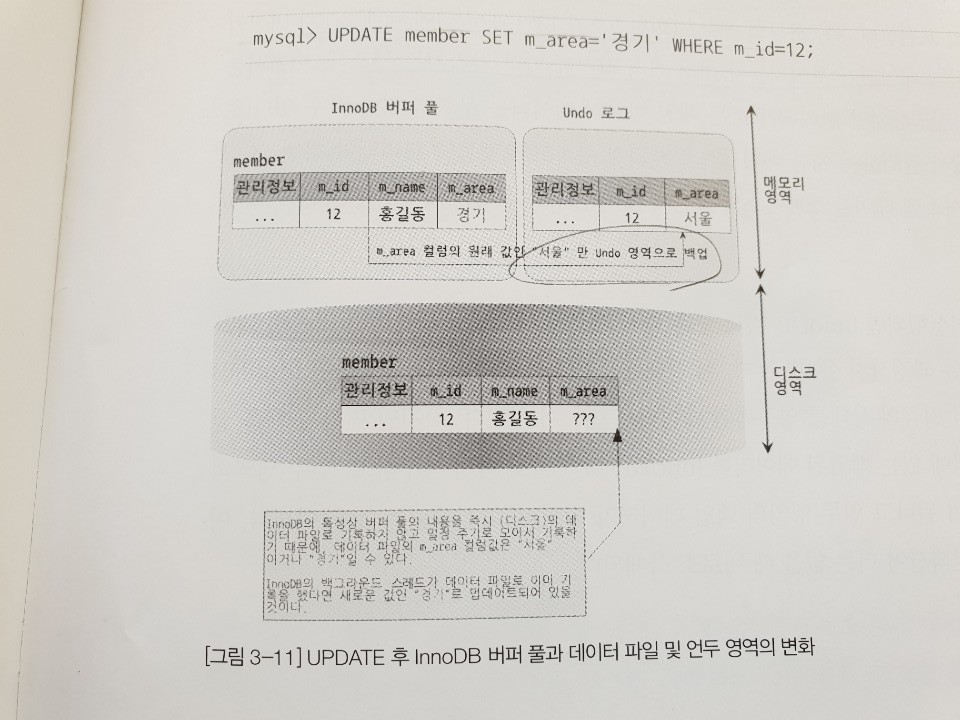 mysql> UPDATE member SET m_area='경기' WHERE m_id=12;
InnoDB 버퍼 풀
Undo 로그
member
관리정보 m_id m_name m_area
... 12 홍길동 경기
관리정보 m_id m_area
... 12 서울
m_area 컬럼의 원래 값인 "서울" 만 Undo 영역으로 백업
메모리
영역
member
관리정보 m_id m_name m_area
... 12 홍길동 ???
디스크
영역
InnoDB의 특성상 버퍼 풀의 내용을 즉시 (디스크)의 데
이터 파일로 기록하지 않고 일정 주기로 모아서 기록하
기 때문에, 데이터 파일의 m_area 컬럼값은 "서울"
이거나 "경기"일 수 있다.
InnoDB의 백그라운드 스레드가 데이터 파일로 이미 기
록을 했다면 새로운 값인 "경기"로 업데이트되어 있을
것이다.
[그림 3-11] UPDATE 후 InnoDB 버퍼 풀과 데이터 파일 및 언두 영역의 변화